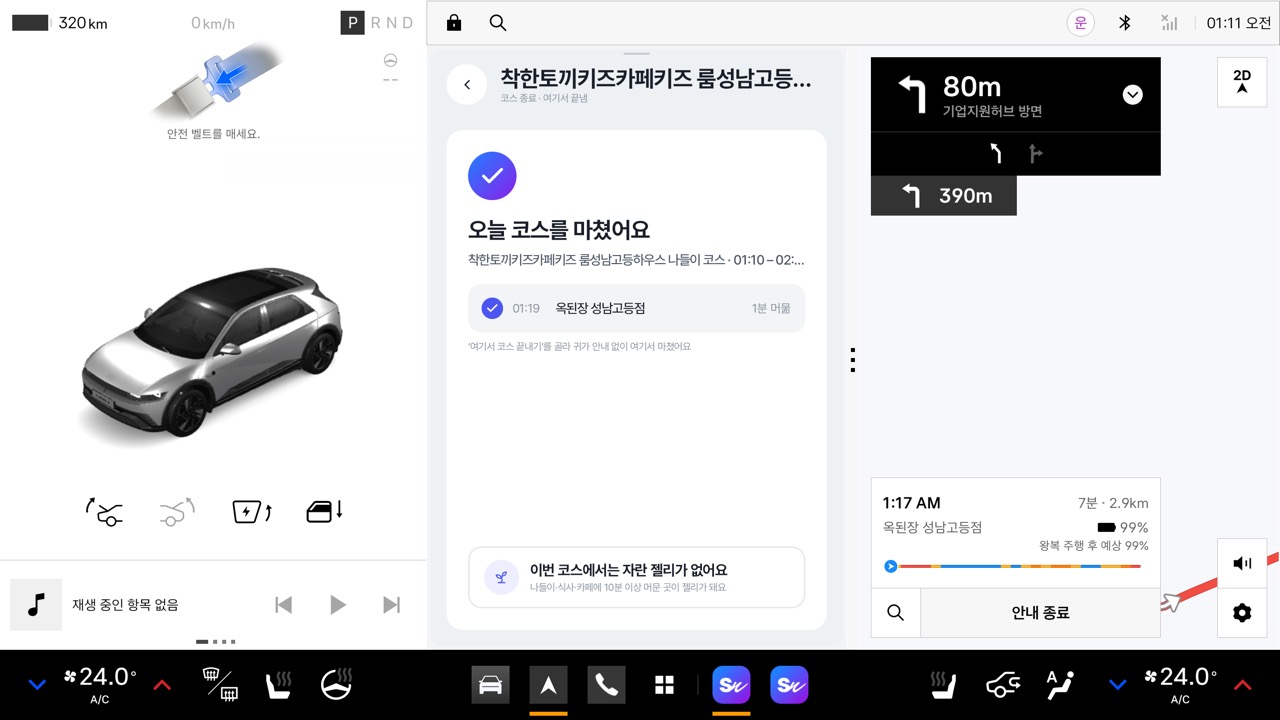 320 km
0 km/h
P R N D
운
01:11 오전
안전 벨트를 매세요.
재생 중인 항목 없음
착한토끼키즈카페키즈 룸성남고등...
코스 종료 · 여기서 끝냄
오늘 코스를 마쳤어요
착한토끼키즈카페키즈 룸성남고등하우스 나들이 코스 · 01:10 – 02:...
01:19 옥된장 성남고등점 1분 머묾
'여기서 코스 끝내기'를 골라 귀가 안내 없이 여기서 마쳤어요
이번 코스에서는 자란 젤리가 없어요
나들이·식사·카페에 10분 이상 머문 곳이 젤리가 돼요
80m
기업지원허브 방면
390m
2D
1:17 AM 7분 · 2.9km
옥된장 성남고등점 99%
왕복 주행 후 예상 99%
안내 종료
24.0°
A/C
A
24.0°
A/C